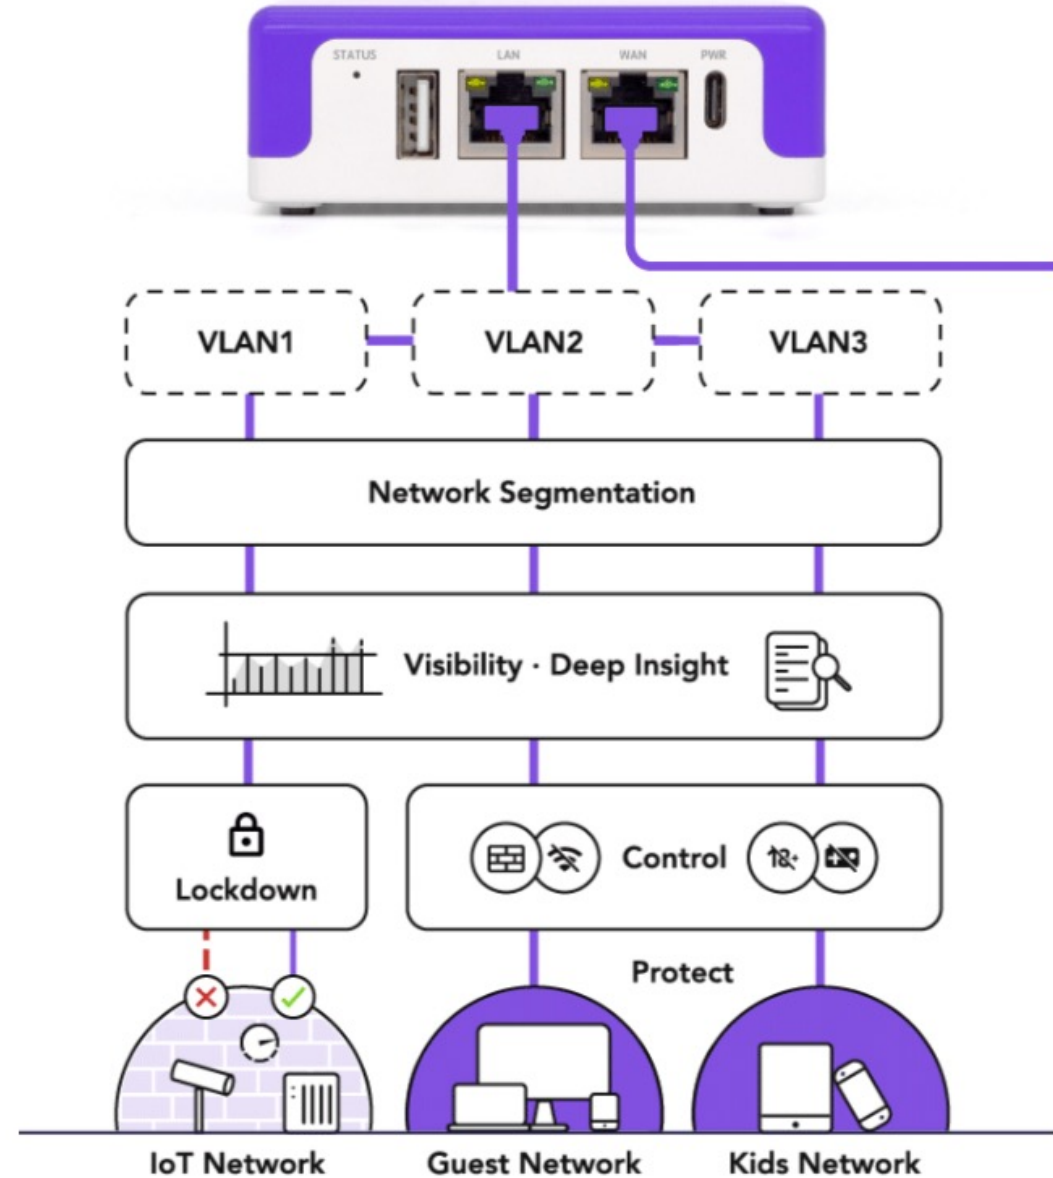 STATUS
LAN
WAN
PWR
VLAN1
VLAN2
VLAN3
Network Segmentation
Visibility · Deep Insight
Lockdown
Control
18+
Protect
IoT Network
Guest Network
Kids Network